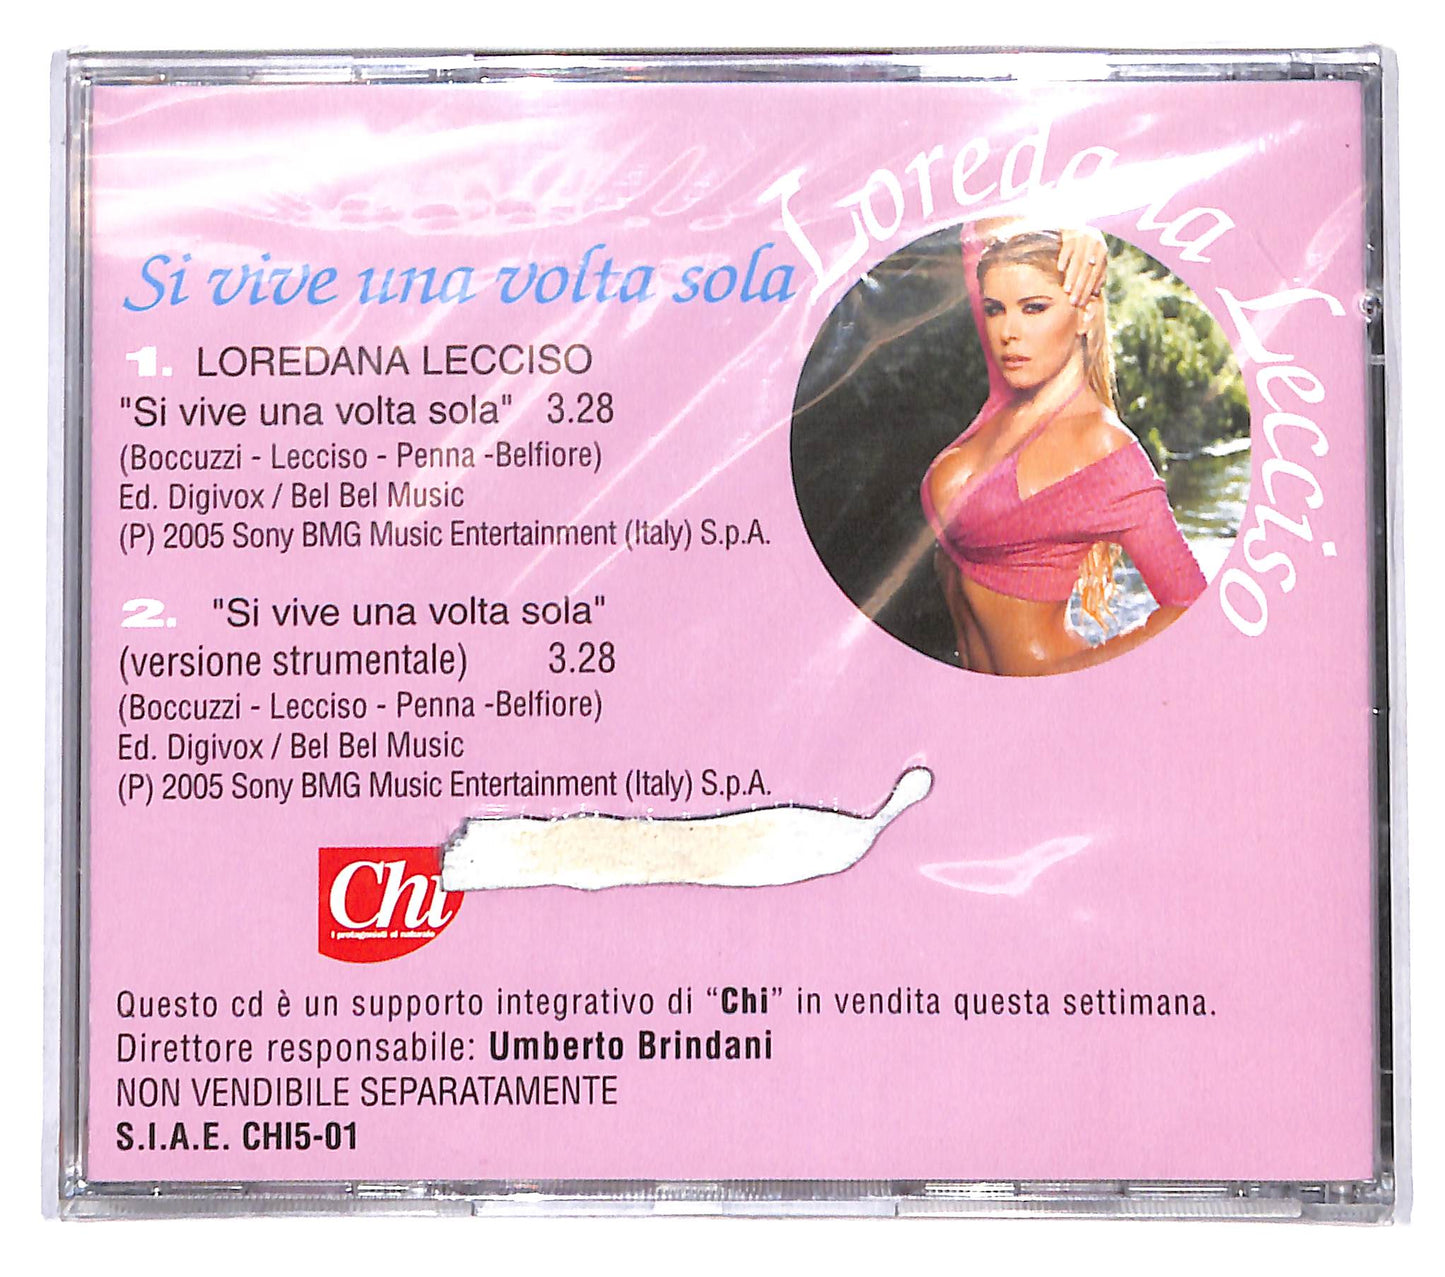 Loredana Lecciso
Si vive una volta sola
1. LOREDANA LECCISO
"Si vive una volta sola" 3.28
(Boccuzzi - Lecciso - Penna -Belfiore)
Ed. Digivox / Bel Bel Music
(P) 2005 Sony BMG Music Entertainment (Italy) S.p.A.
2. "Si vive una volta sola"
(versione strumentale) 3.28
(Boccuzzi - Lecciso - Penna -Belfiore)
Ed. Digivox / Bel Bel Music
(P) 2005 Sony BMG Music Entertainment (Italy) S.p.A.
Chi
I protagonisti al naturale
Questo cd è un supporto integrativo di “Chi” in vendita questa settimana.
Direttore responsabile: Umberto Brindani
NON VENDIBILE SEPARATAMENTE
S.I.A.E. CHI5-01